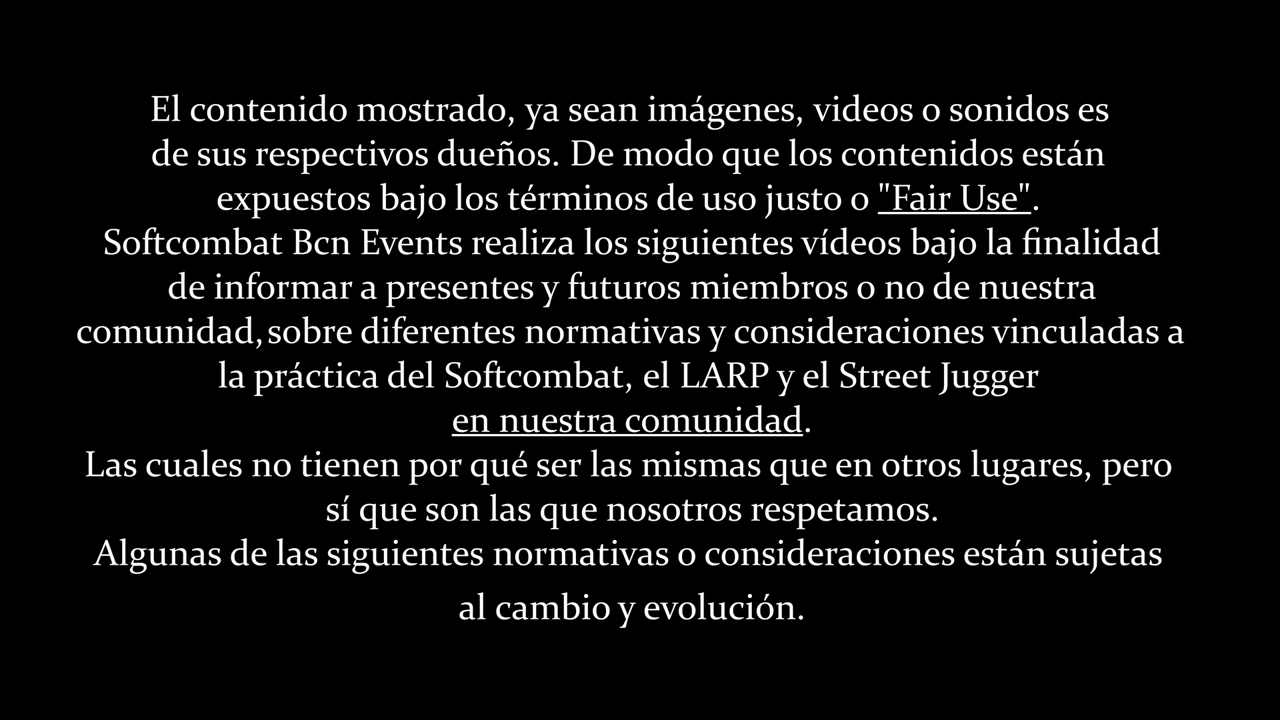 El contenido mostrado, ya sean imágenes, videos o sonidos es
de sus respectivos dueños. De modo que los contenidos están
expuestos bajo los términos de uso justo o "Fair Use".
Softcombat Bcn Events realiza los siguientes vídeos bajo la finalidad
de informar a presentes y futuros miembros o no de nuestra
comunidad, sobre diferentes normativas y consideraciones vinculadas a
la práctica del Softcombat, el LARP y el Street Jugger
en nuestra comunidad.
Las cuales no tienen por qué ser las mismas que en otros lugares, pero
sí que son las que nosotros respetamos.
Algunas de las siguientes normativas o consideraciones están sujetas
al cambio y evolución.